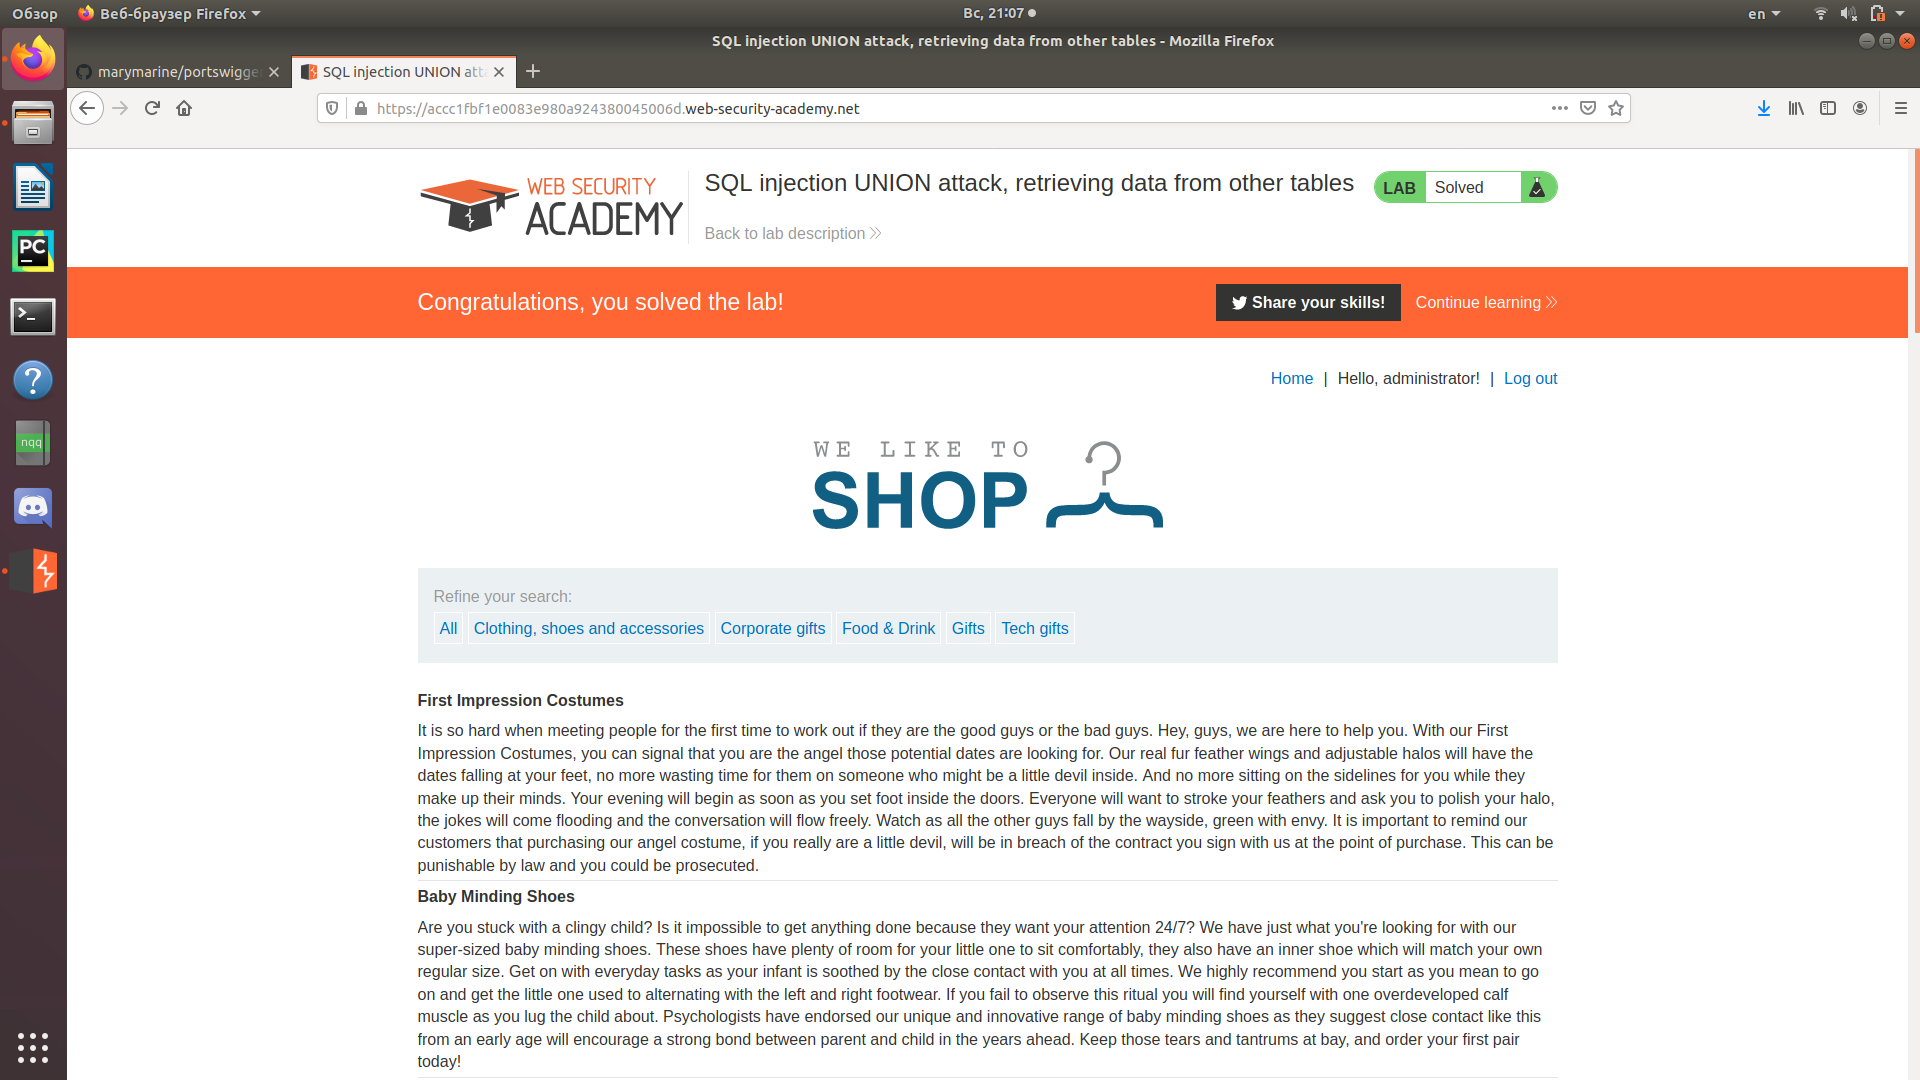 Обзор
Веб-браузер Firefox
Вс, 21:07
en
SQL injection UNION attack, retrieving data from other tables - Mozilla Firefox
marymarine/portswigge
SQL injection UNION att
https://accc1fbf1e0083e980a924380045006d.web-security-academy.net
WEB SECURITY
ACADEMY
SQL injection UNION attack, retrieving data from other tables
LAB Solved
Back to lab description
Congratulations, you solved the lab!
Share your skills!
Continue learning
Home | Hello, administrator! | Log out
WE LIKE TO
SHOP
Refine your search:
All
Clothing, shoes and accessories
Corporate gifts
Food & Drink
Gifts
Tech gifts
First Impression Costumes
It is so hard when meeting people for the first time to work out if they are the good guys or the bad guys. Hey, guys, we are here to help you. With our First
Impression Costumes, you can signal that you are the angel those potential dates are looking for. Our real fur feather wings and adjustable halos will have the
dates falling at your feet, no more wasting time for them on someone who might be a little devil inside. And no more sitting on the sidelines for you while they
make up their minds. Your evening will begin as soon as you set foot inside the doors. Everyone will want to stroke your feathers and ask you to polish your halo,
the jokes will come flooding and the conversation will flow freely. Watch as all the other guys fall by the wayside, green with envy. It is important to remind our
customers that purchasing our angel costume, if you really are a little devil, will be in breach of the contract you sign with us at the point of purchase. This can be
punishable by law and you could be prosecuted.
Baby Minding Shoes
Are you stuck with a clingy child? Is it impossible to get anything done because they want your attention 24/7? We have just what you're looking for with our
super-sized baby minding shoes. These shoes have plenty of room for your little one to sit comfortably, they also have an inner shoe which will match your own
regular size. Get on with everyday tasks as your infant is soothed by the close contact with you at all times. We highly recommend you start as you mean to go
on and get the little one used to alternating with the left and right footwear. If you fail to observe this ritual you will find yourself with one overdeveloped calf
muscle as you lug the child about. Psychologists have endorsed our unique and innovative range of baby minding shoes as they suggest close contact like this
from an early age will encourage a strong bond between parent and child in the years ahead. Keep those tears and tantrums at bay, and order your first pair
today!
PC
nqq